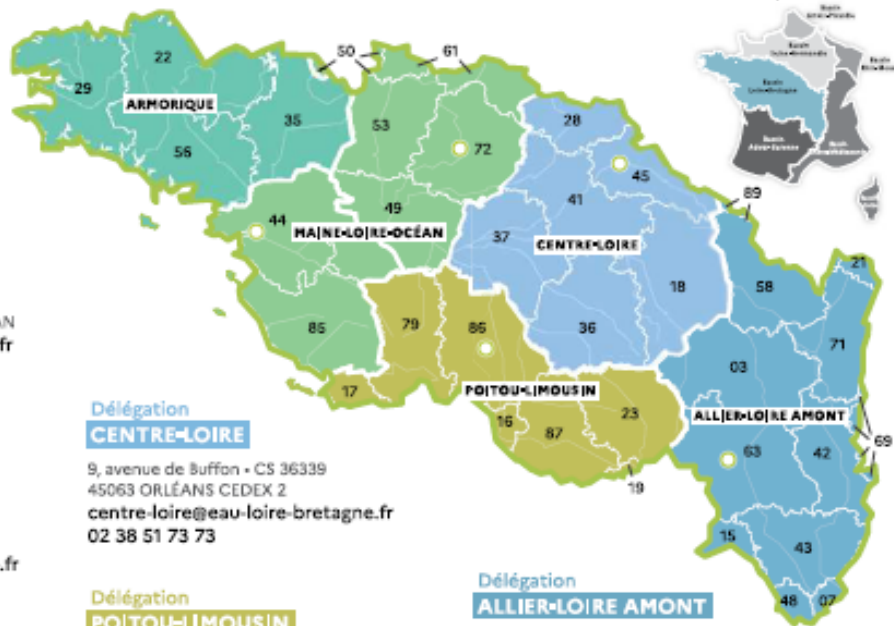 50
61
22
29
ARMORIQUE
35
53
28
72
56
45
41
89
49
44
MAINE-LOIRE-OCÉAN
37
CENTRE-LOIRE
21
18
58
85
79
86
36
71
03
17
POITOU-LIMOUSIN
ALLIER-LOIRE AMONT
16
87
23
69
63
42
19
15
43
48
07
AN
fr
Délégation
CENTRE-LOIRE
9, avenue de Buffon • CS 36339
45063 ORLÉANS CEDEX 2
centre-loire@eau-loire-bretagne.fr
02 38 51 73 73
.fr
Délégation
POITOU-LIMOUSIN
Délégation
ALLIER-LOIRE AMONT